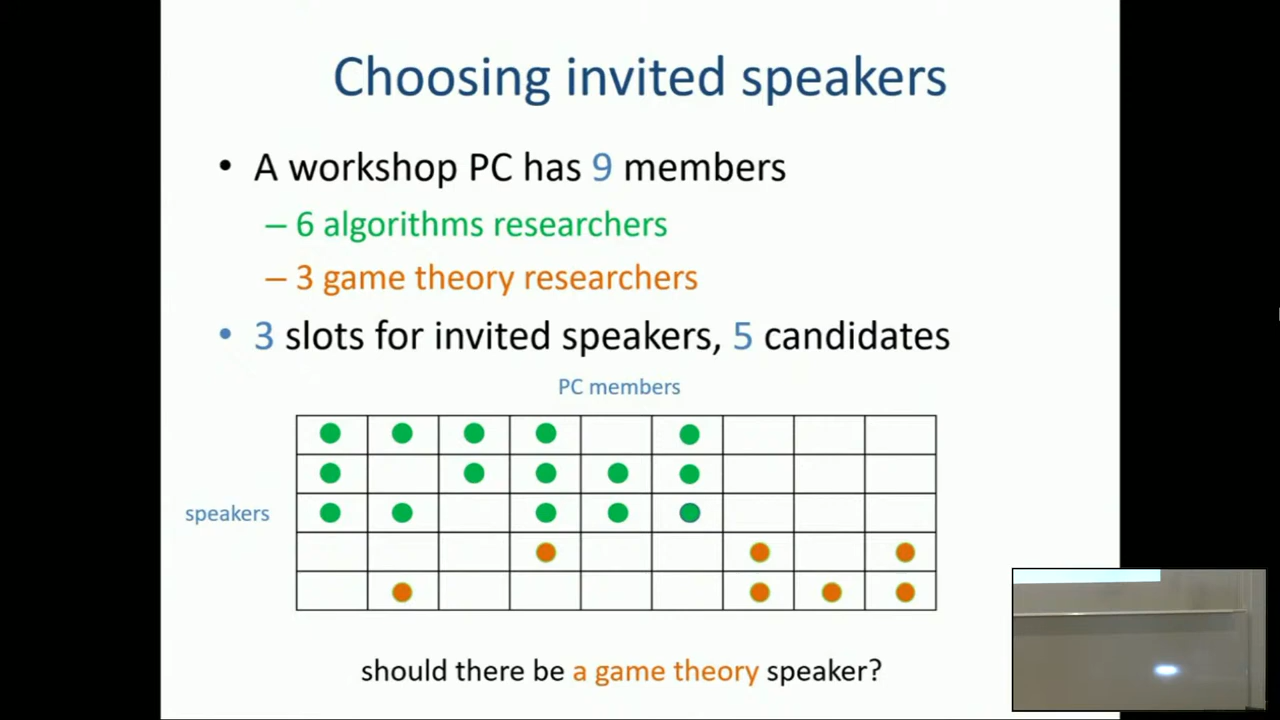 Choosing invited speakers
• A workshop PC has 9 members
– 6 algorithms researchers
– 3 game theory researchers
• 3 slots for invited speakers, 5 candidates
PC members
speakers
should there be a game theory speaker?